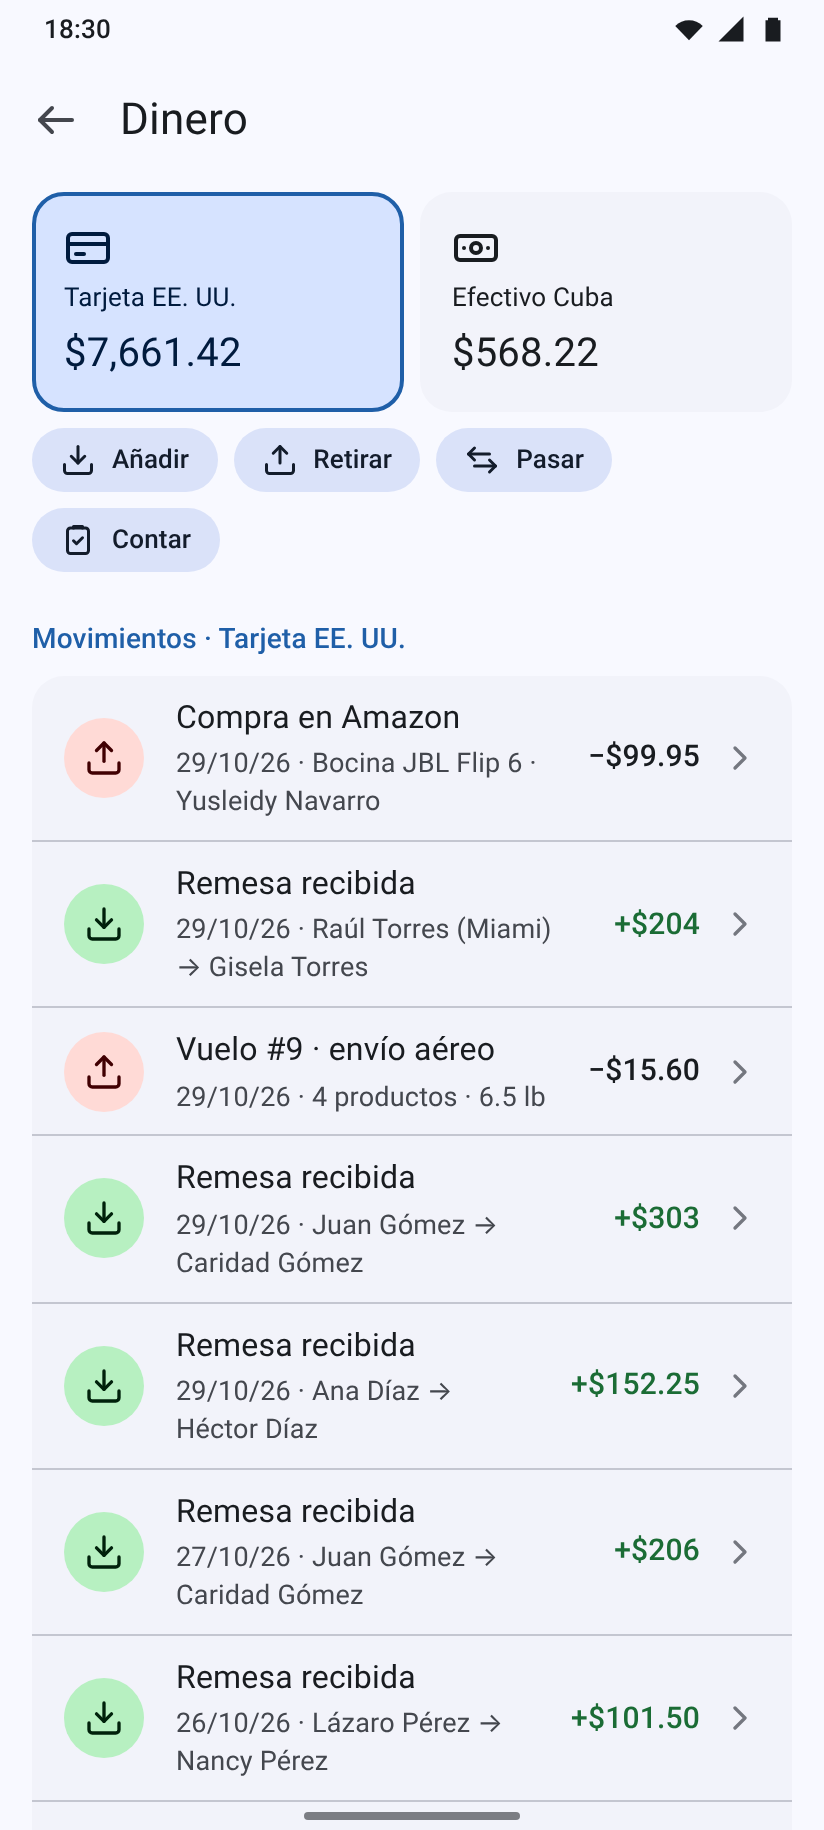 18:30
Dinero
Tarjeta EE. UU.
$7,661.42
Efectivo Cuba
$568.22
Añadir
Retirar
Pasar
Contar
Movimientos · Tarjeta EE. UU.
Compra en Amazon
29/10/26 · Bocina JBL Flip 6 ·
Yusleidy Navarro
−$99.95
Remesa recibida
29/10/26 · Raúl Torres (Miami)
→ Gisela Torres
+$204
Vuelo #9 · envío aéreo
29/10/26 · 4 productos · 6.5 lb
−$15.60
Remesa recibida
29/10/26 · Juan Gómez →
Caridad Gómez
+$303
Remesa recibida
29/10/26 · Ana Díaz →
Héctor Díaz
+$152.25
Remesa recibida
27/10/26 · Juan Gómez →
Caridad Gómez
+$206
Remesa recibida
26/10/26 · Lázaro Pérez →
Nancy Pérez
+$101.50